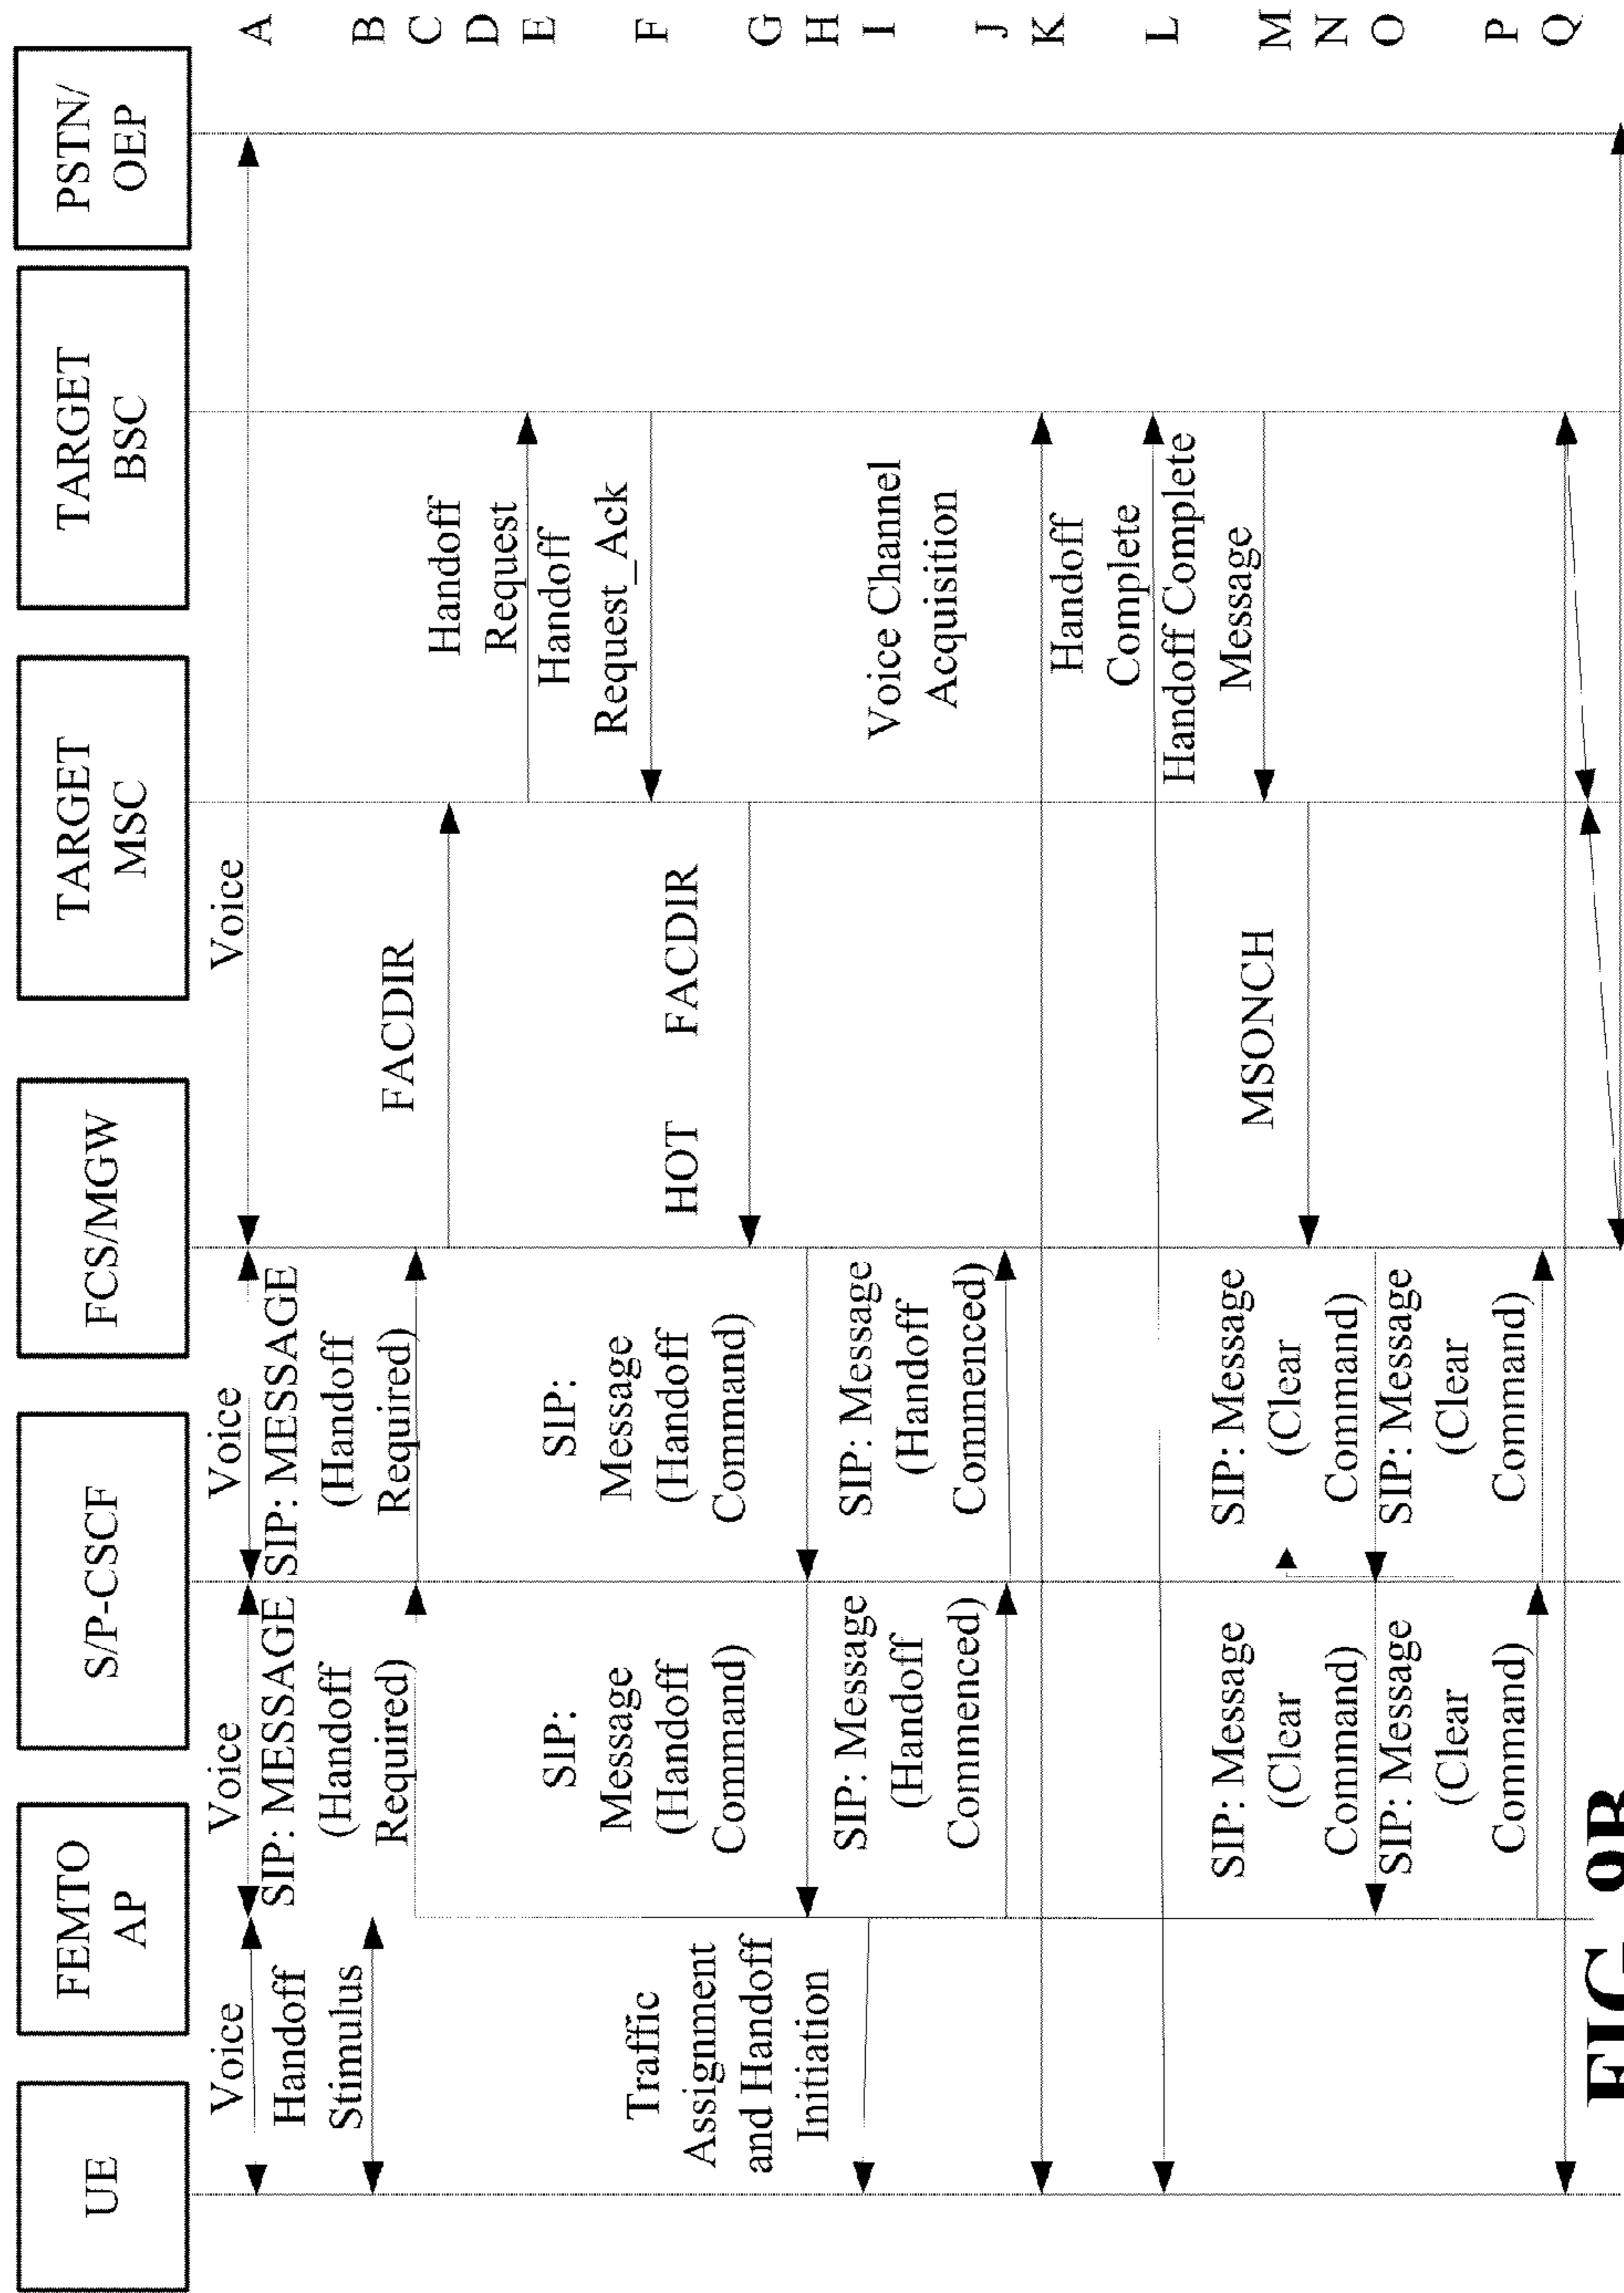 UE
FEMTO
AP
S/P-CSCF
FCS/MGW
TARGET
MSC
TARGET
BSC
PSTN/
OEP
Voice
Voice
Voice
Voice
A
Handoff
Stimulus
B
SIP: MESSAGE
(Handoff
Required)
SIP: MESSAGE
(Handoff
Required)
C
FACDIR
D
Handoff
Request
E
Handoff
Request_Ack
F
HOT FACDIR
G
SIP:
Message
(Handoff
Command)
SIP:
Message
(Handoff
Command)
H
Traffic
Assignment
and Handoff
Initiation
I
SIP: Message
(Handoff
Commenced)
SIP: Message
(Handoff
Commenced)
J
Voice Channel
Acquisition
K
Handoff
Complete
L
Handoff Complete
Message
M
MSONCH
N
SIP: Message
(Clear
Command)
SIP: Message
(Clear
Command)
O
SIP: Message
(Clear
Command)
SIP: Message
(Clear
Command)
P
Q
FIG 9B